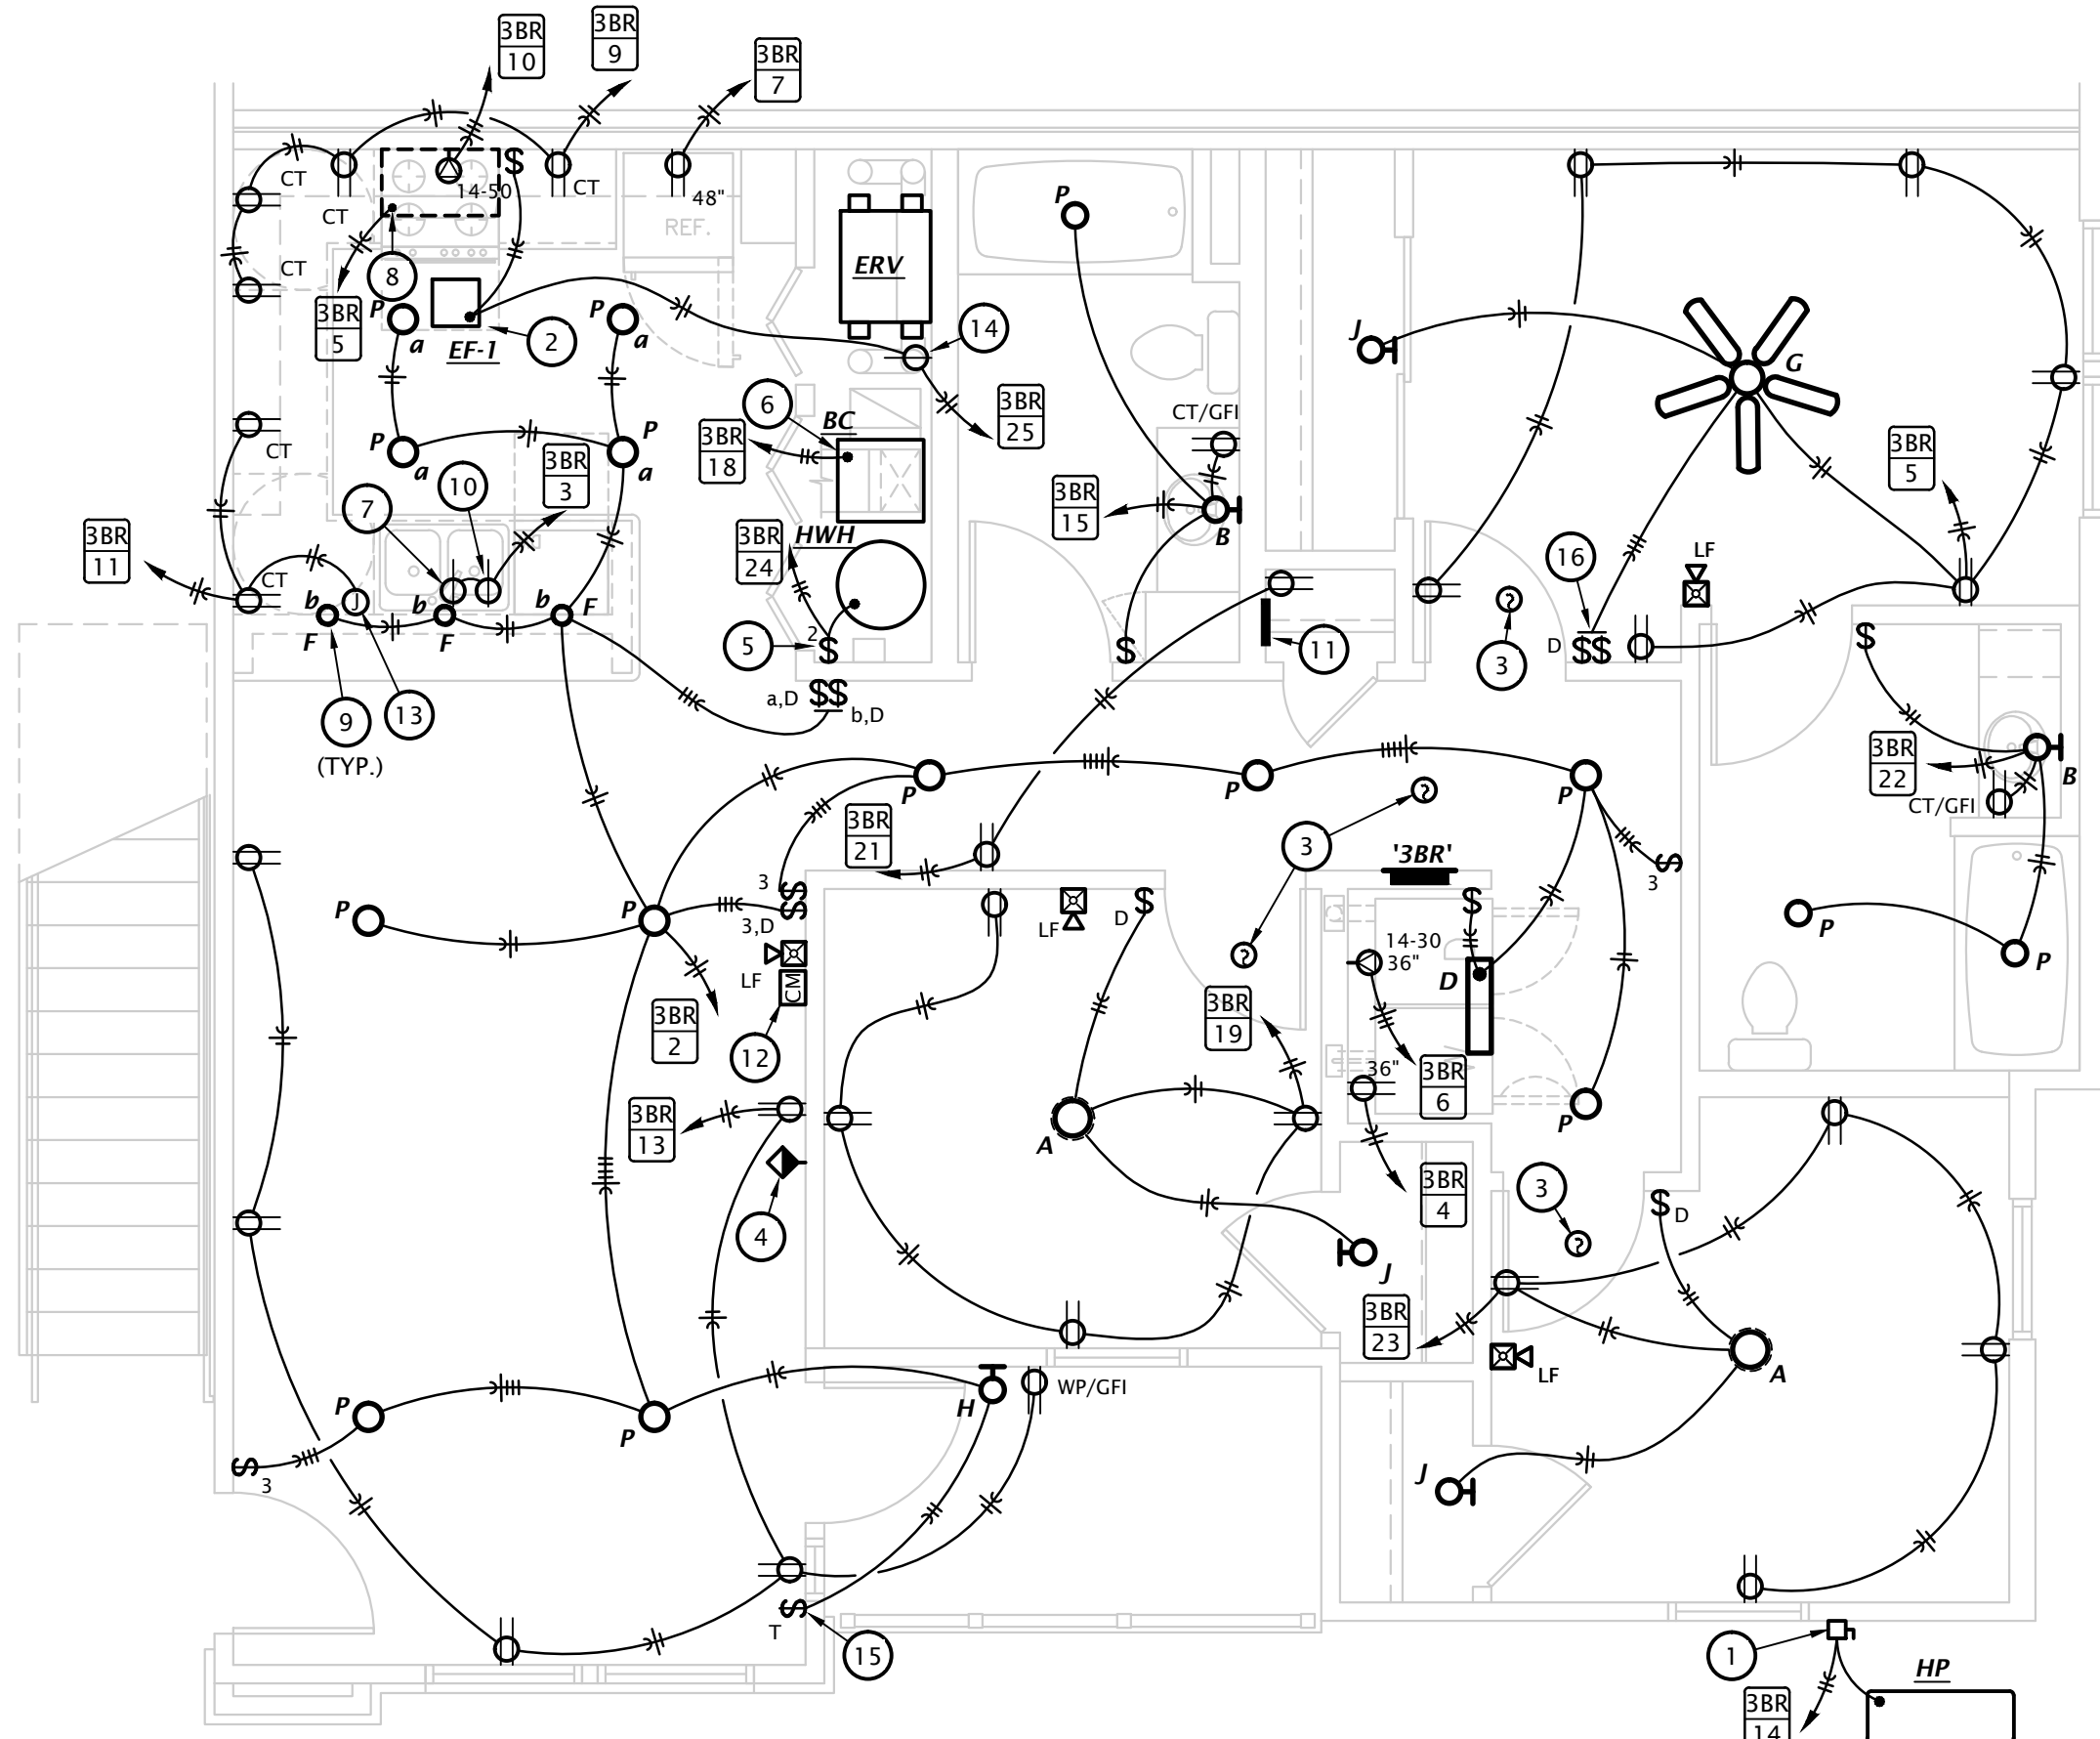 3BR
10
3BR
9
3BR
7
CT
CT
14-50
CT
48"
REF.
P
CT
8
3BR
5
P
a
EF-1
2
P
a
ERV
14
J
G
6
BC
3BR
18
3BR
25
CT/GFI
3BR
5
CT
P
a
P
a
10
3BR
3
7
3BR
15
B
3BR
11
CT
HWH
3BR
24
16
LF
b
F
J
b
F
b
F
2
5
11
3
D
$
$$
$
$
$
9
(TYP.)
13
a,D
$$
b,D
3BR
22
B
CT/GFI
P
P
P
3BR
21
3
'3BR'
3
$
$
3
$
3,D
P
P
LF
CM
LF
D
$
$
14-30
36"
D
P
P
3BR
2
12
3BR
19
36"
3BR
6
3BR
13
A
P
4
3BR
4
3
$
D
J
3BR
23
LF
A
P
P
H
WP/GFI
J
$
3
$
T
15
1
HP
3BR
14